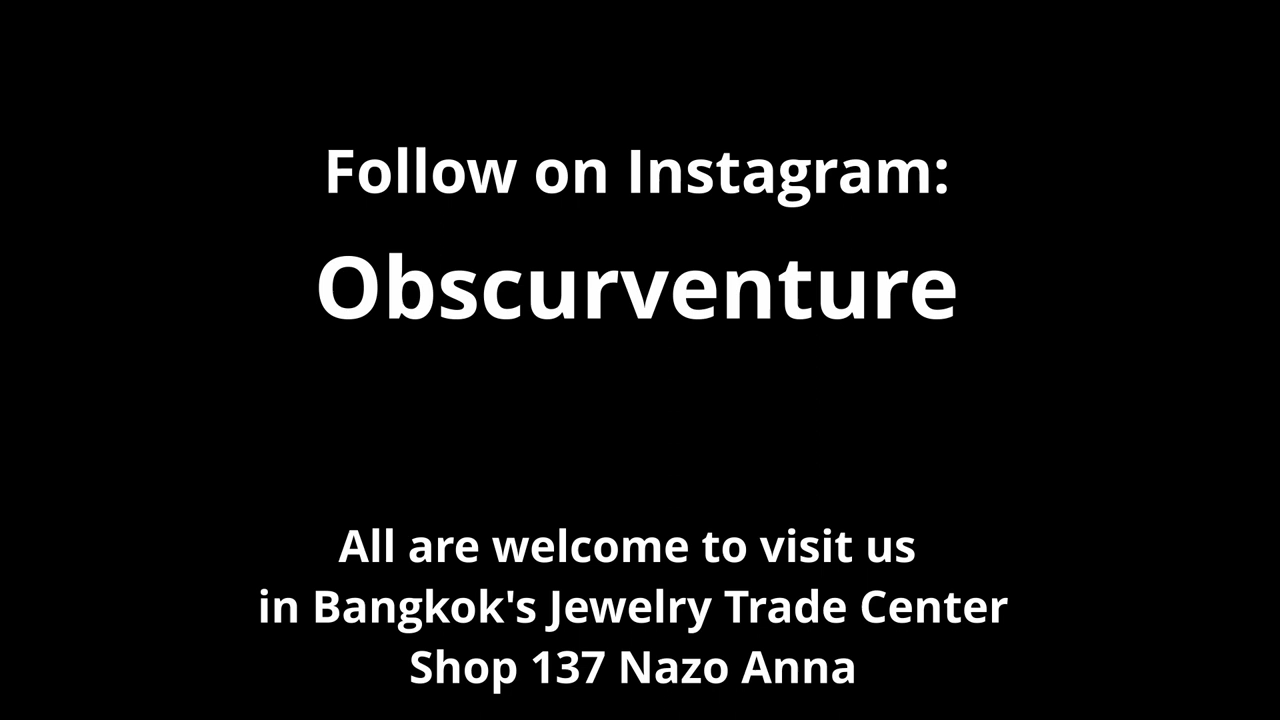 Follow on Instagram:
Obscurventure
All are welcome to visit us
in Bangkok's Jewelry Trade Center
Shop 137 Nazo Anna